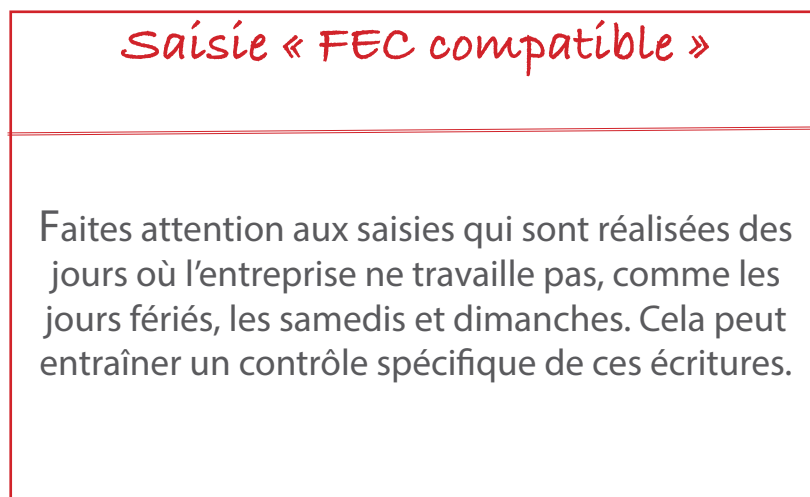 Saisie « FEC compatible »
Faites attention aux saisies qui sont réalisées des
jours où l’entreprise ne travaille pas, comme les
jours fériés, les samedis et dimanches. Cela peut
entraîner un contrôle spécifique de ces écritures.